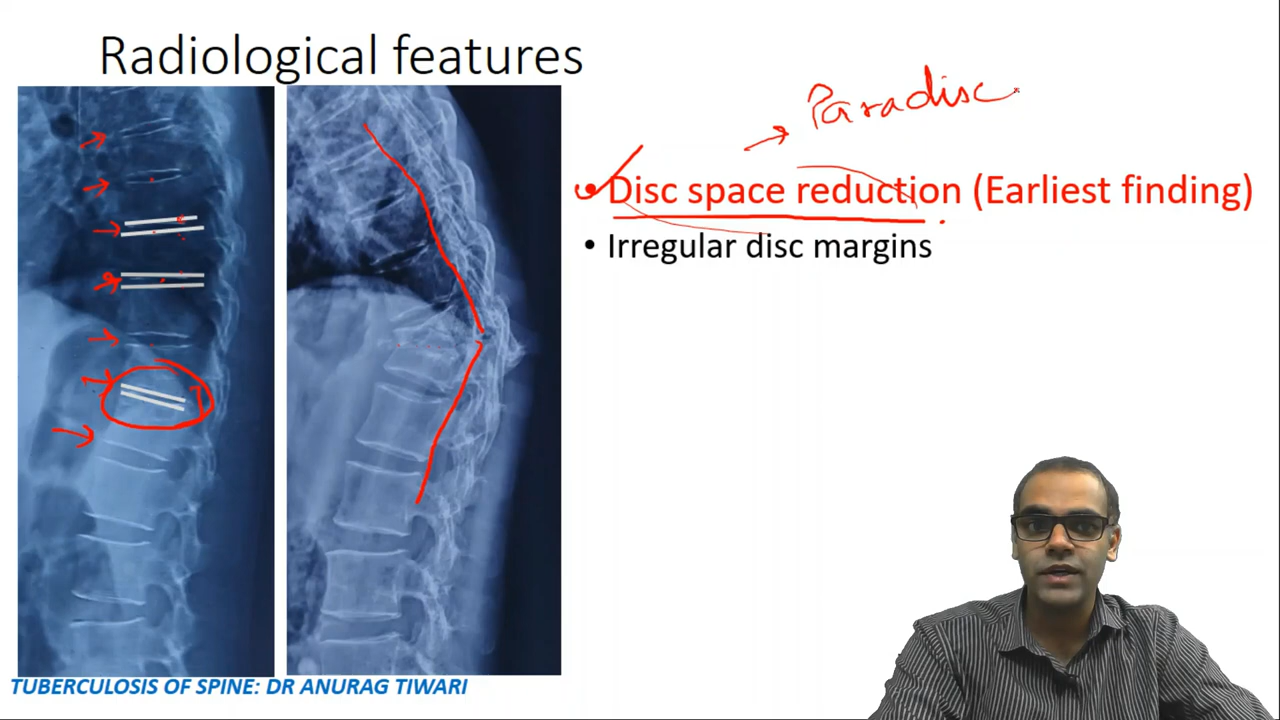 Radiological features
Paradisc
Disc space reduction (Earliest finding)
• Irregular disc margins
TUBERCULOSIS OF SPINE: DR ANURAG TIWARI